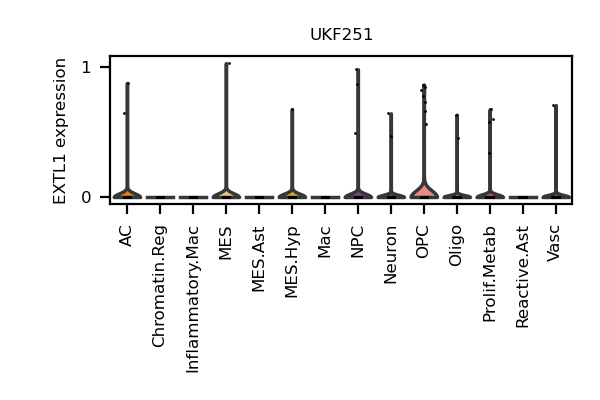 UKF251
EXTL1 expression
1
0
AC
Chromatin.Reg
Inflammatory.Mac
MES
MES.Ast
MES.Hyp
Mac
NPC
Neuron
OPC
Oligo
Prolif.Metab
Reactive.Ast
Vasc